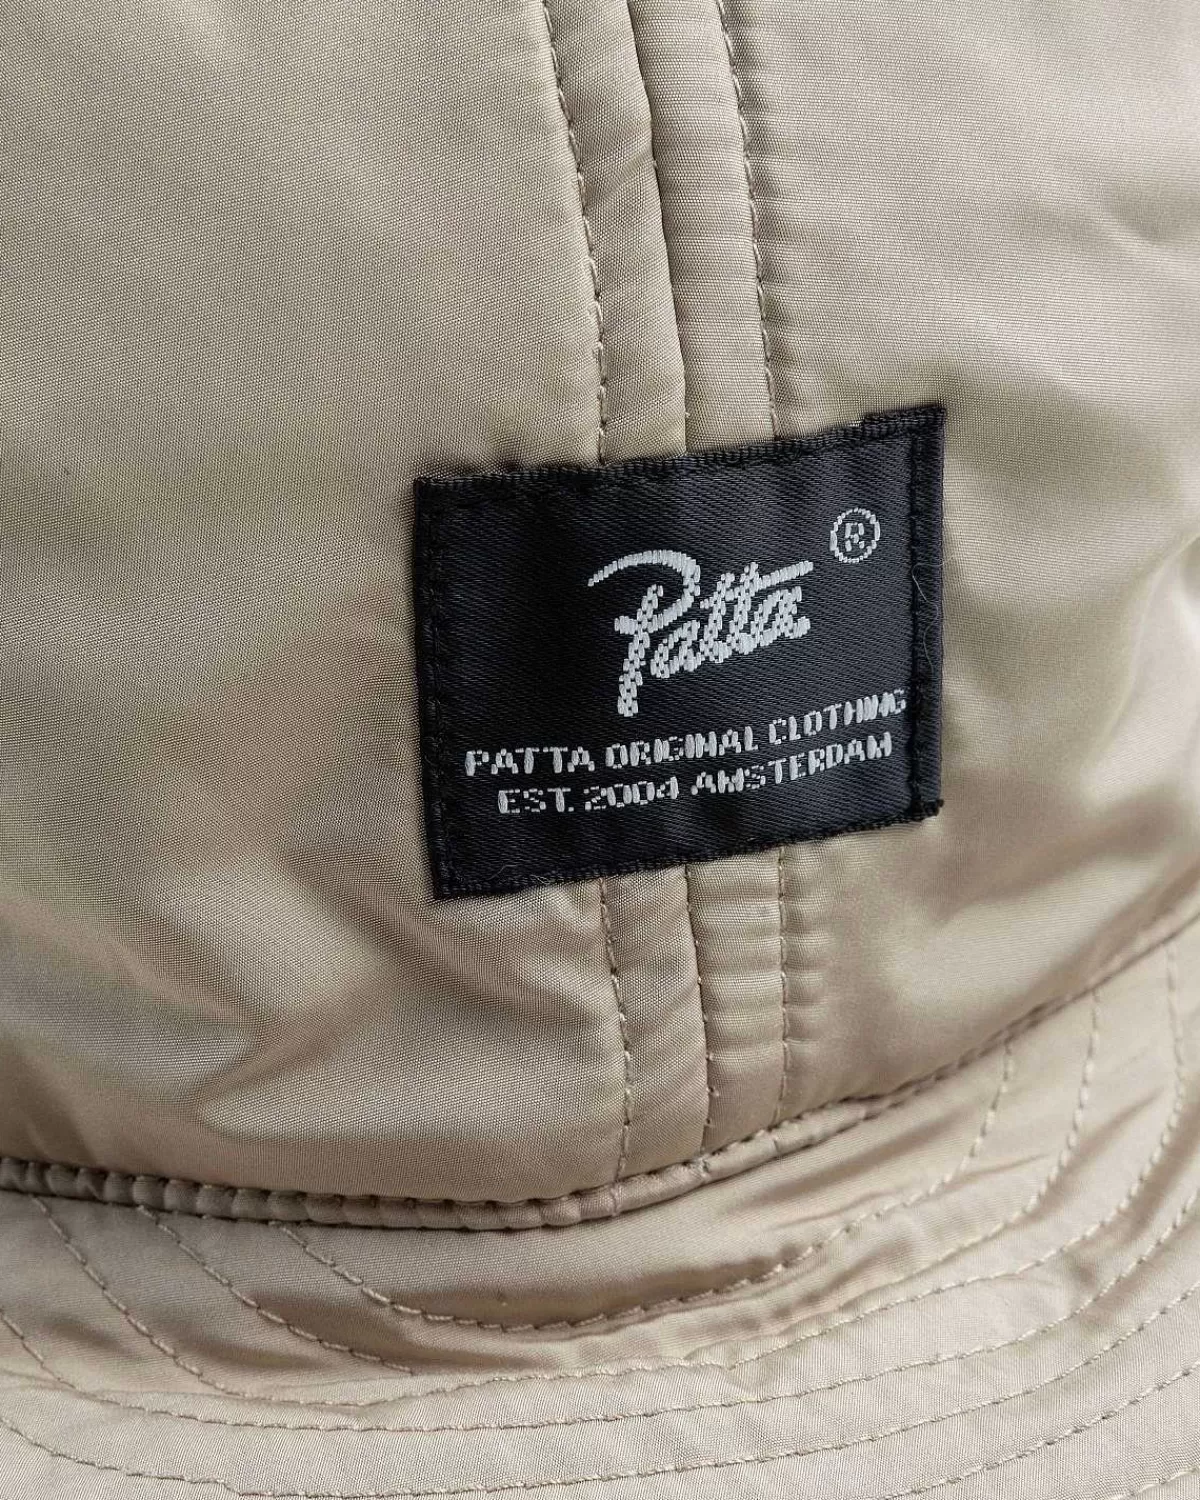 Patta ®
PATTA ORIGINAL CLOTHING
EST. 2004 AMSTERDAM